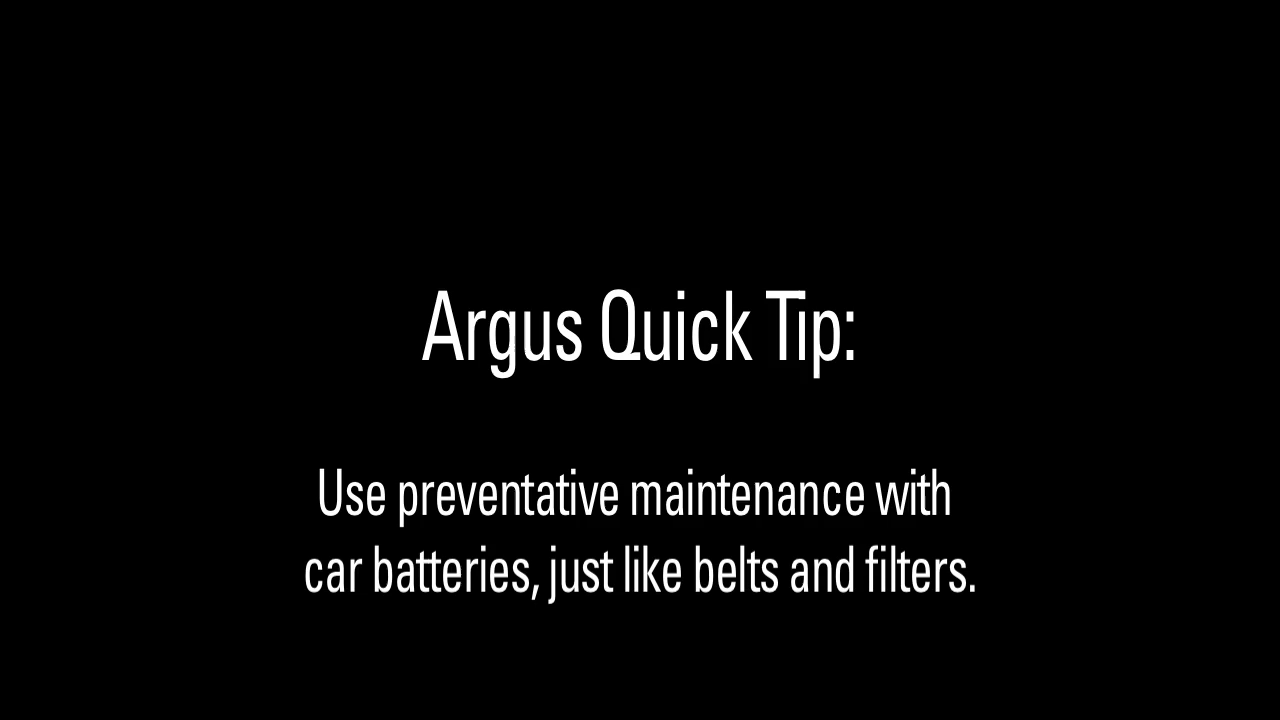 Argus Quick Tip:
Use preventative maintenance with
car batteries, just like belts and filters.